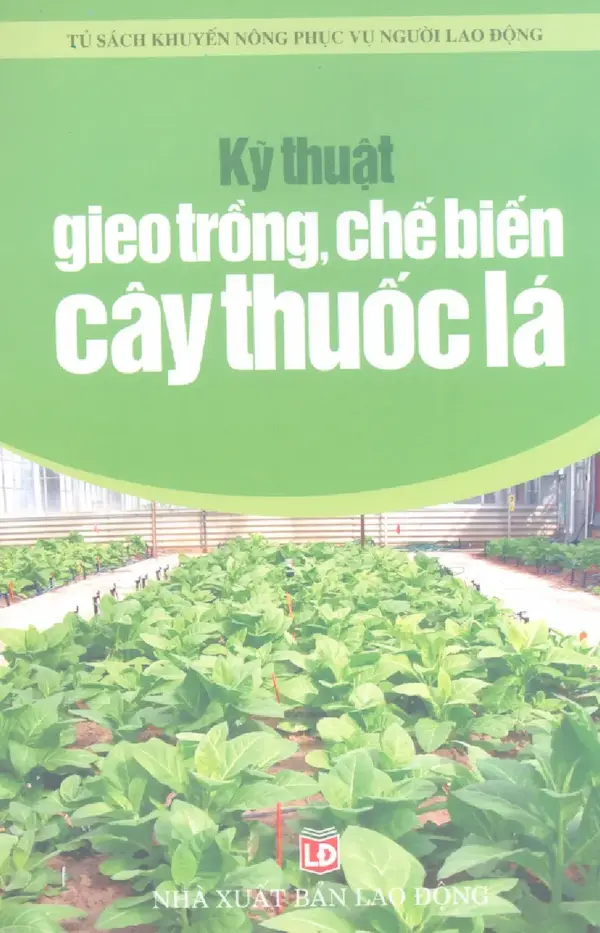 TỦ SÁCH KHUYẾN NÔNG PHỤC VỤ NGƯỜI LAO ĐỘNG
Kỹ thuật
gieo trồng, chế biến
cây thuốc lá
LĐ
NHÀ XUẤT BẢN LAO ĐỘNG